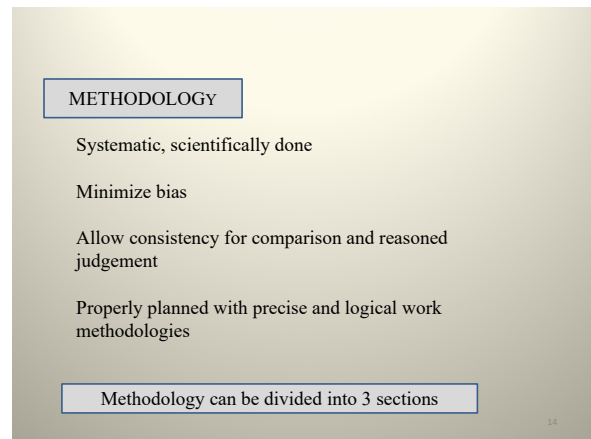 METHODOLOGY
Systematic, scientifically done
Minimize bias
Allow consistency for comparison and reasoned
judgement
Properly planned with precise and logical work
methodologies
Methodology can be divided into 3 sections
14